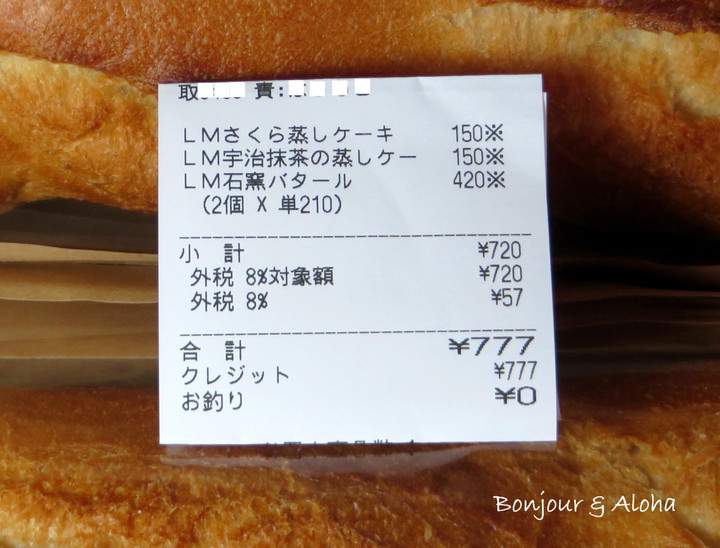 取 責:
LMさくら蒸しケーキ 150※
LM宇治抹茶の蒸しケー 150※
LM石窯バタール 420※
(2個 X 単210)
小 計 ¥720
外税 8%対象額 ¥720
外税 8% ¥57
合 計 ¥777
クレジット ¥777
お釣り ¥0
Bonjour & Aloha